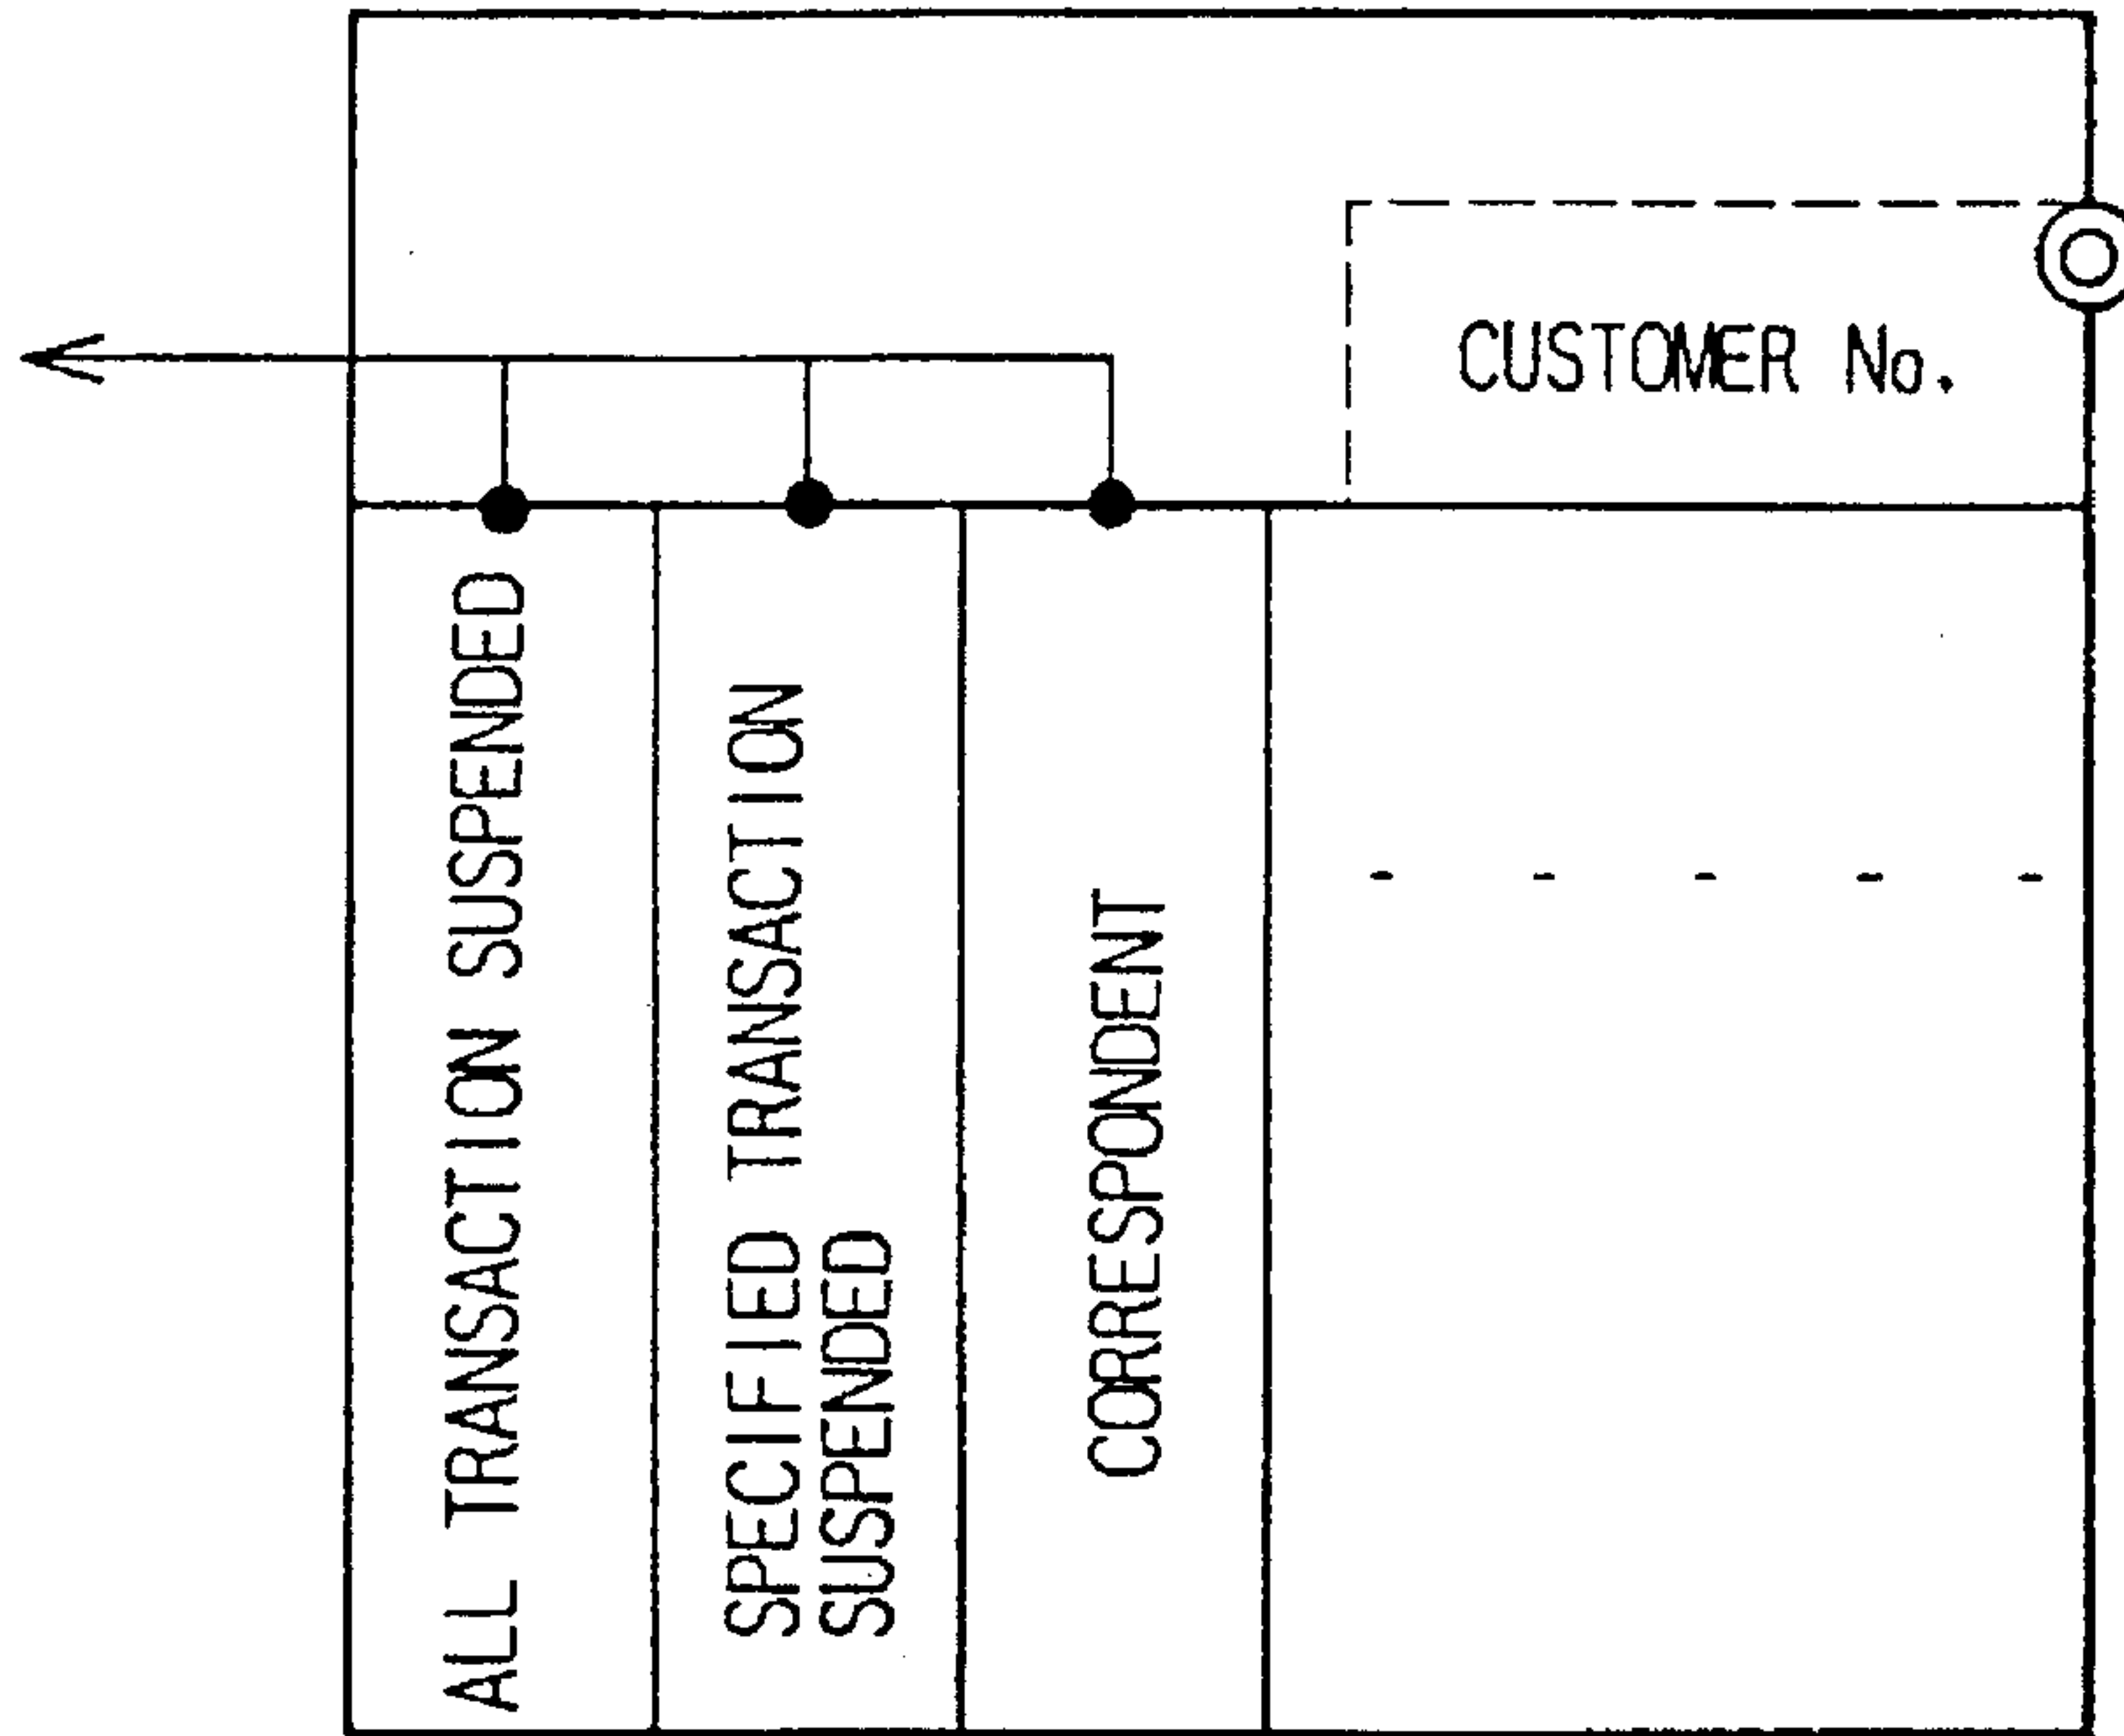 CUSTOMER No.
ALL TRANSACTION SUSPENDED
SPECIFIED TRANSACTION
SUSPENDED
CORRESPONDENT
- - - - -